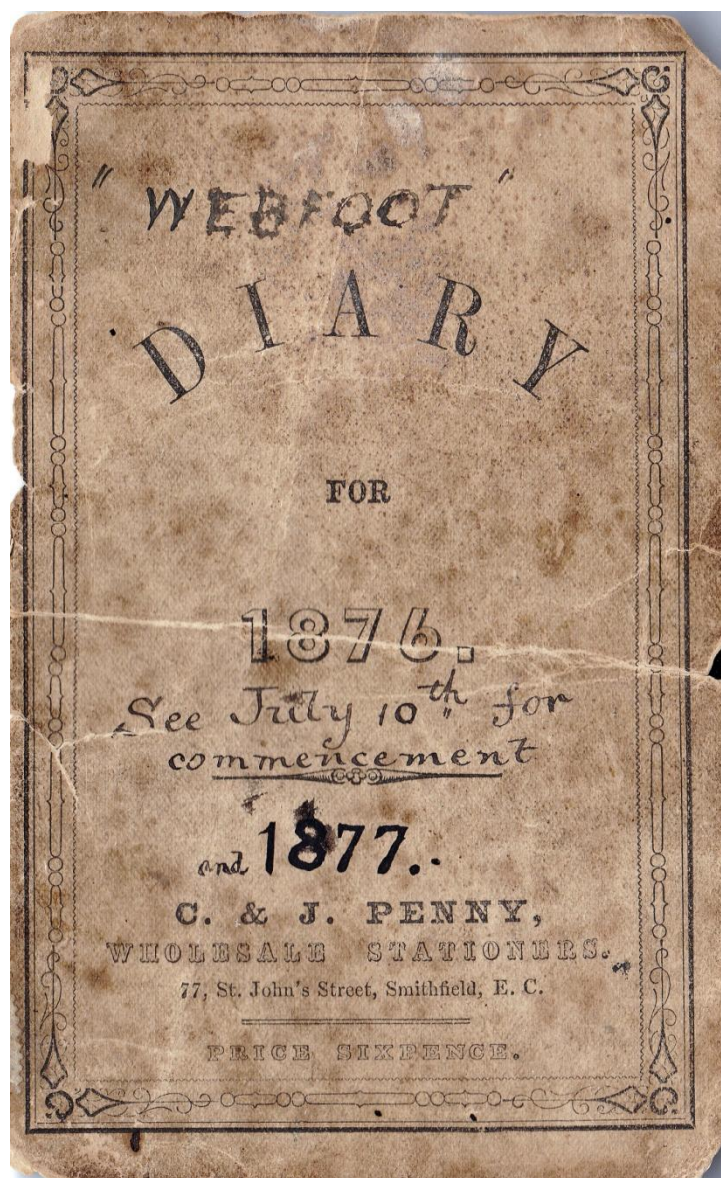 "WEBFOOT"
DIARY
FOR
1876.
See July 10th for
commencement
and 1877..
C. & J. PENNY,
WHOLESALE STATIONERS.
77, St. John's Street, Smithfield, E. C.
PRICE SIXPENCE.